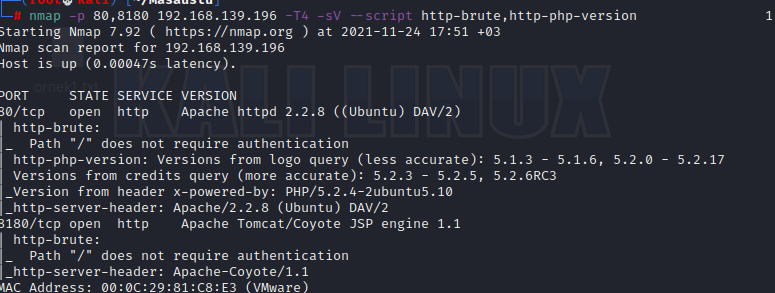 (root💀kali)-[~/Masaüstü]
# nmap -p 80,8180 192.168.139.196 -T4 -sV --script http-brute,http-php-version 1
Starting Nmap 7.92 ( https://nmap.org ) at 2021-11-24 17:51 +03
Nmap scan report for 192.168.139.196
Host is up (0.00047s latency).
PORT STATE SERVICE VERSION
80/tcp open http Apache httpd 2.2.8 ((Ubuntu) DAV/2)
| http-brute:
|_ Path "/" does not require authentication
| http-php-version: Versions from logo query (less accurate): 5.1.3 - 5.1.6, 5.2.0 - 5.2.17
| Versions from credits query (more accurate): 5.2.3 - 5.2.5, 5.2.6RC3
|_Version from header x-powered-by: PHP/5.2.4-2ubuntu5.10
|_http-server-header: Apache/2.2.8 (Ubuntu) DAV/2
8180/tcp open http Apache Tomcat/Coyote JSP engine 1.1
| http-brute:
|_ Path "/" does not require authentication
|_http-server-header: Apache-Coyote/1.1
MAC Address: 00:0C:29:81:C8:E3 (VMware)
KALI LINUX